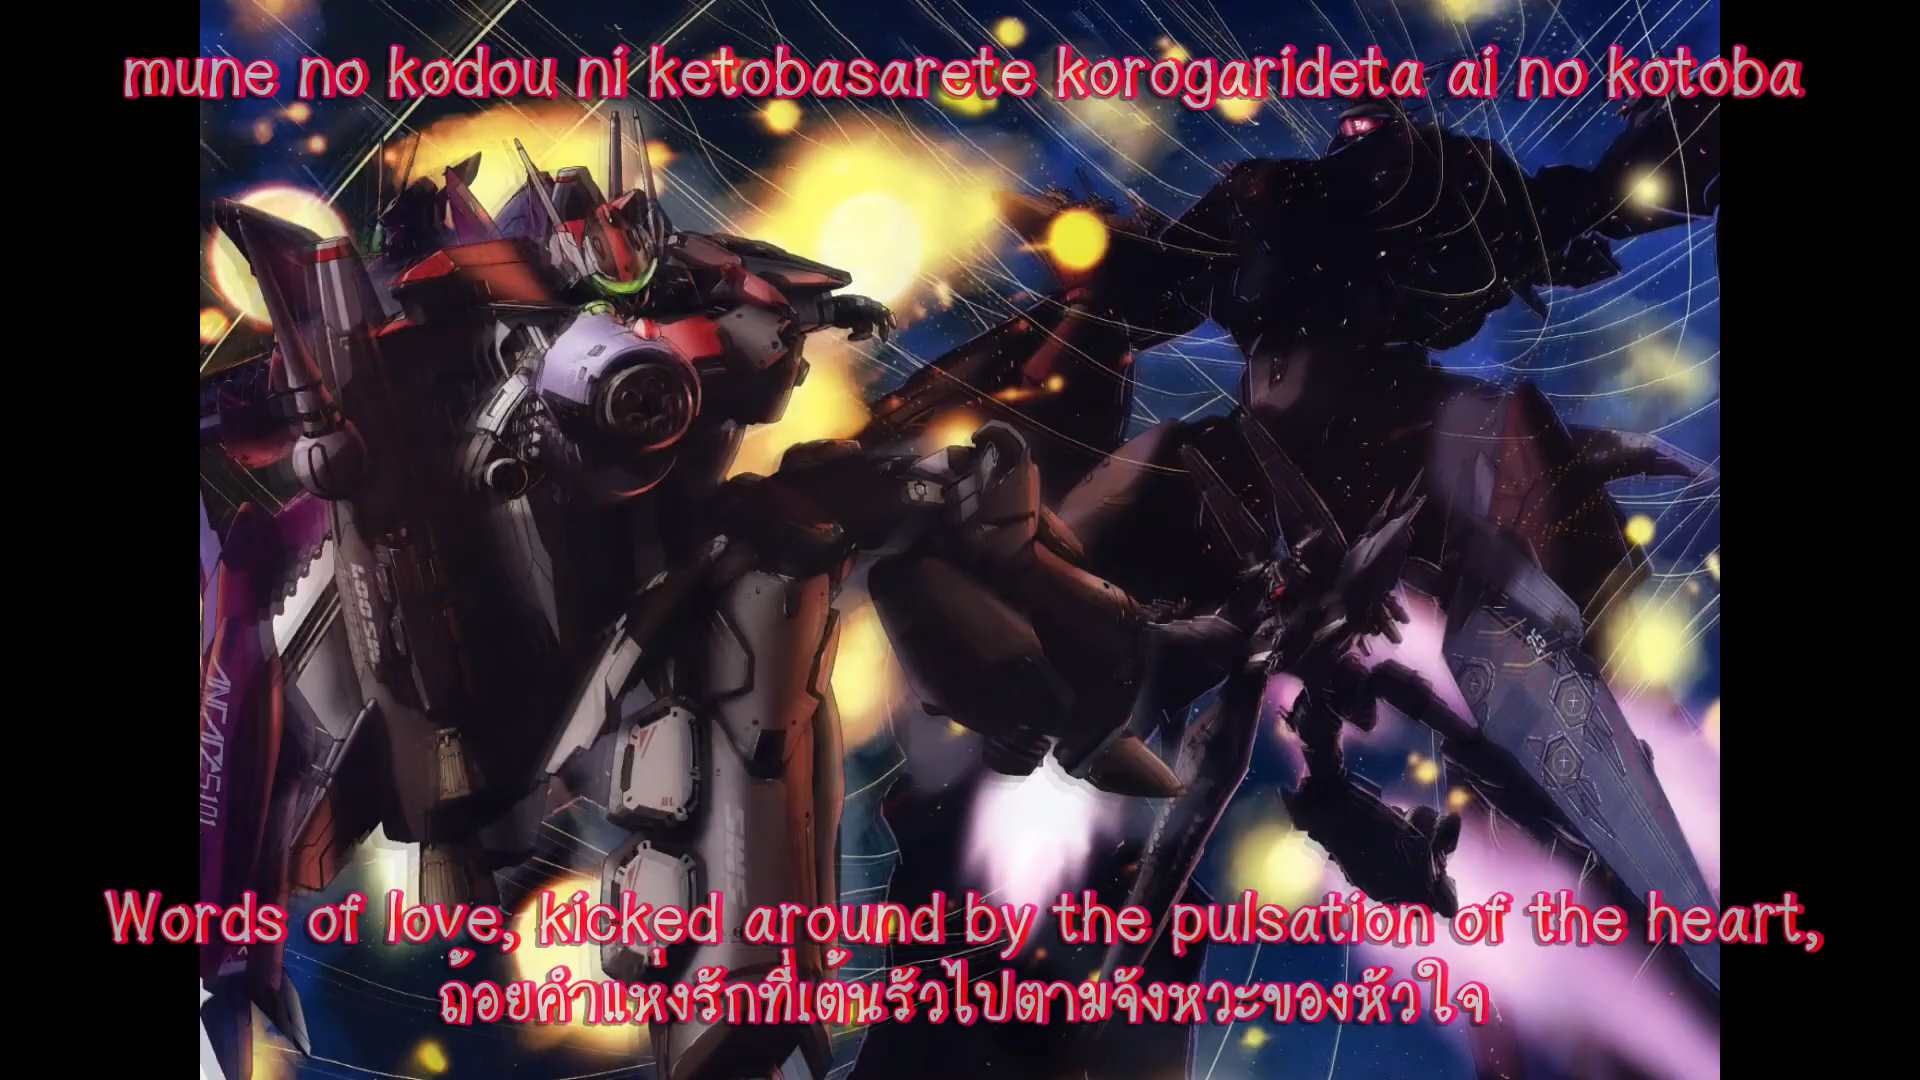 mune no kodou ni ketobasarete korogarideta ai no kotoba
ANTARES101
Words of love, kicked around by the pulsation of the heart,
ถ้อยคำแห่งรักที่เต้นรัวไปตามจังหวะของหัวใจ